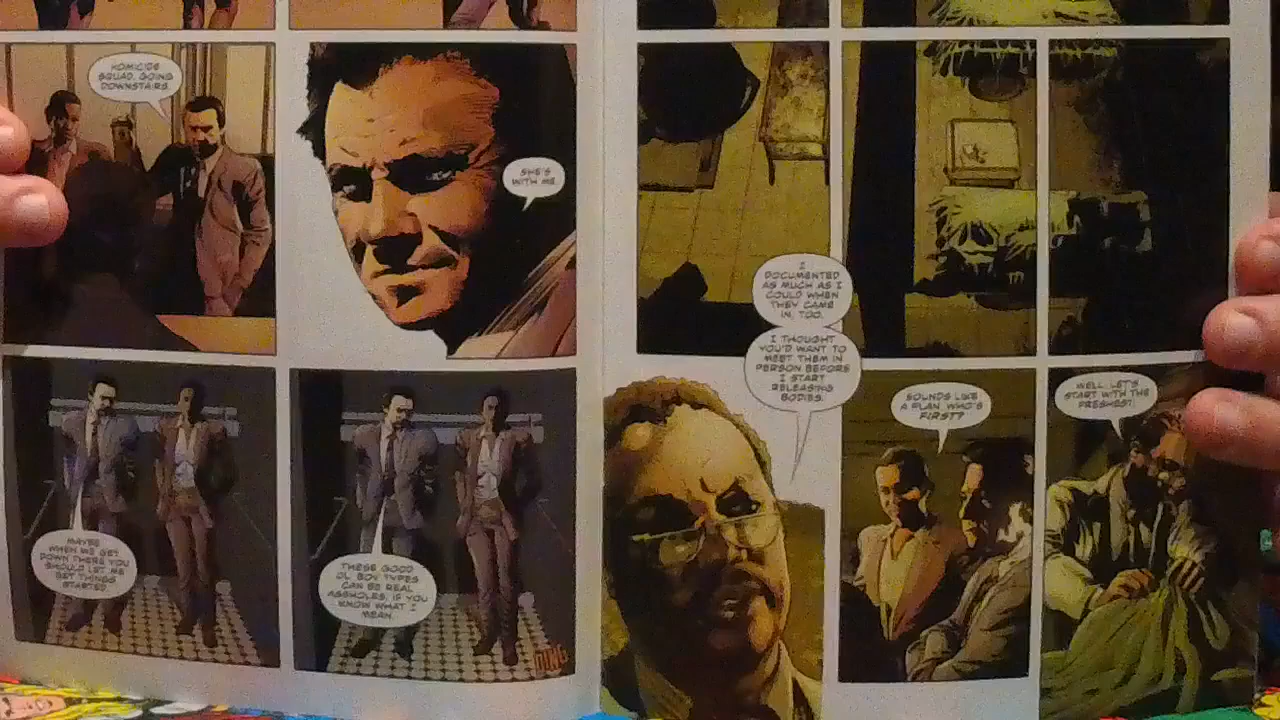 HOMICIDE
SQUAD, GOING
DOWNSTAIRS.
SHE'S
WITH ME.
MAYBE
WHEN WE GET
DOWN THERE YOU
SHOULD LET ME
GET THINGS
STARTED.
THESE GOOD
OL' BOY TYPES
CAN BE REAL
ASSHOLES, IF YOU
KNOW WHAT I
MEAN.
DING
I
DOCUMENTED
AS MUCH AS I
COULD WHEN
THEY CAME
IN, TOO.
I THOUGHT
YOU'D WANT TO
MEET THEM IN
PERSON BEFORE
I START
RELEASING
BODIES.
SOUNDS LIKE
A PLAN. WHO'S
FIRST?
WELL, LET'S
START WITH THE
FRESHEST.